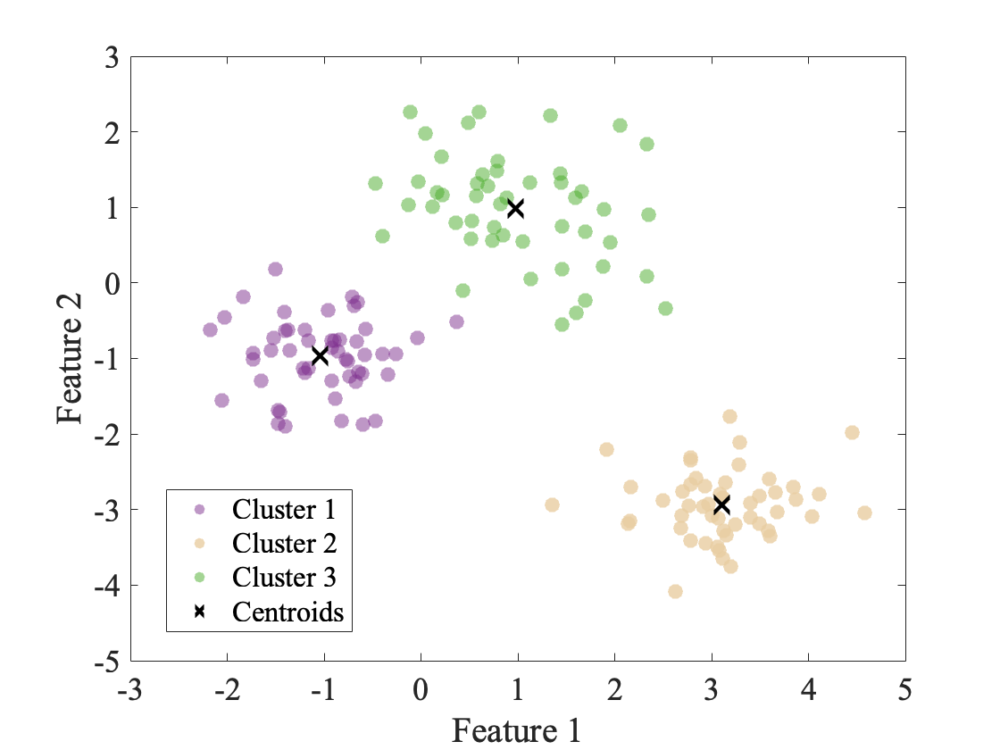 3
2
1
0
-1
-2
-3
-4
-5
Feature 2
Cluster 1
Cluster 2
Cluster 3
Centroids
-3 -2 -1 0 1 2 3 4 5
Feature 1